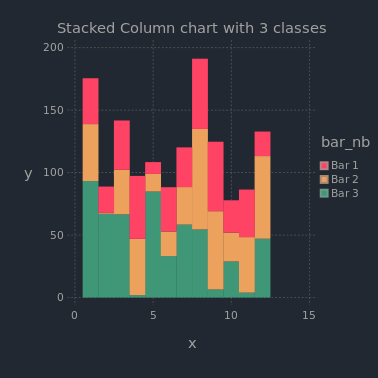 Stacked Column chart with 3 classes
200
150
100
50
0
y
0
5
10
15
x
bar_nb
Bar 1
Bar 2
Bar 3